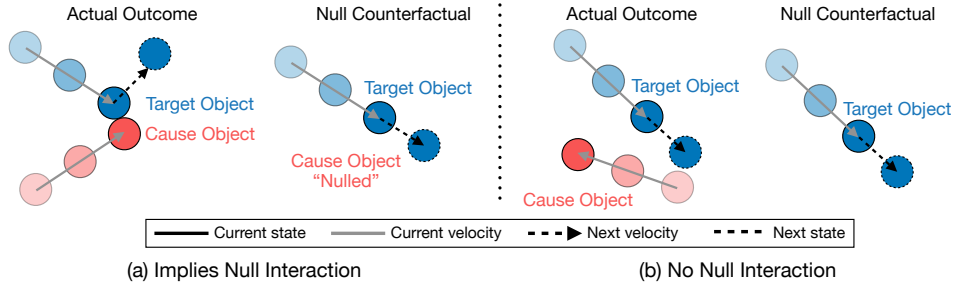 Actual Outcome
Null Counterfactual
Target Object
Cause Object
Target Object
Cause Object
“Nulled”
Actual Outcome
Null Counterfactual
Target Object
Cause Object
Target Object
Current state
Current velocity
Next velocity
Next state
(a) Implies Null Interaction
(b) No Null Interaction